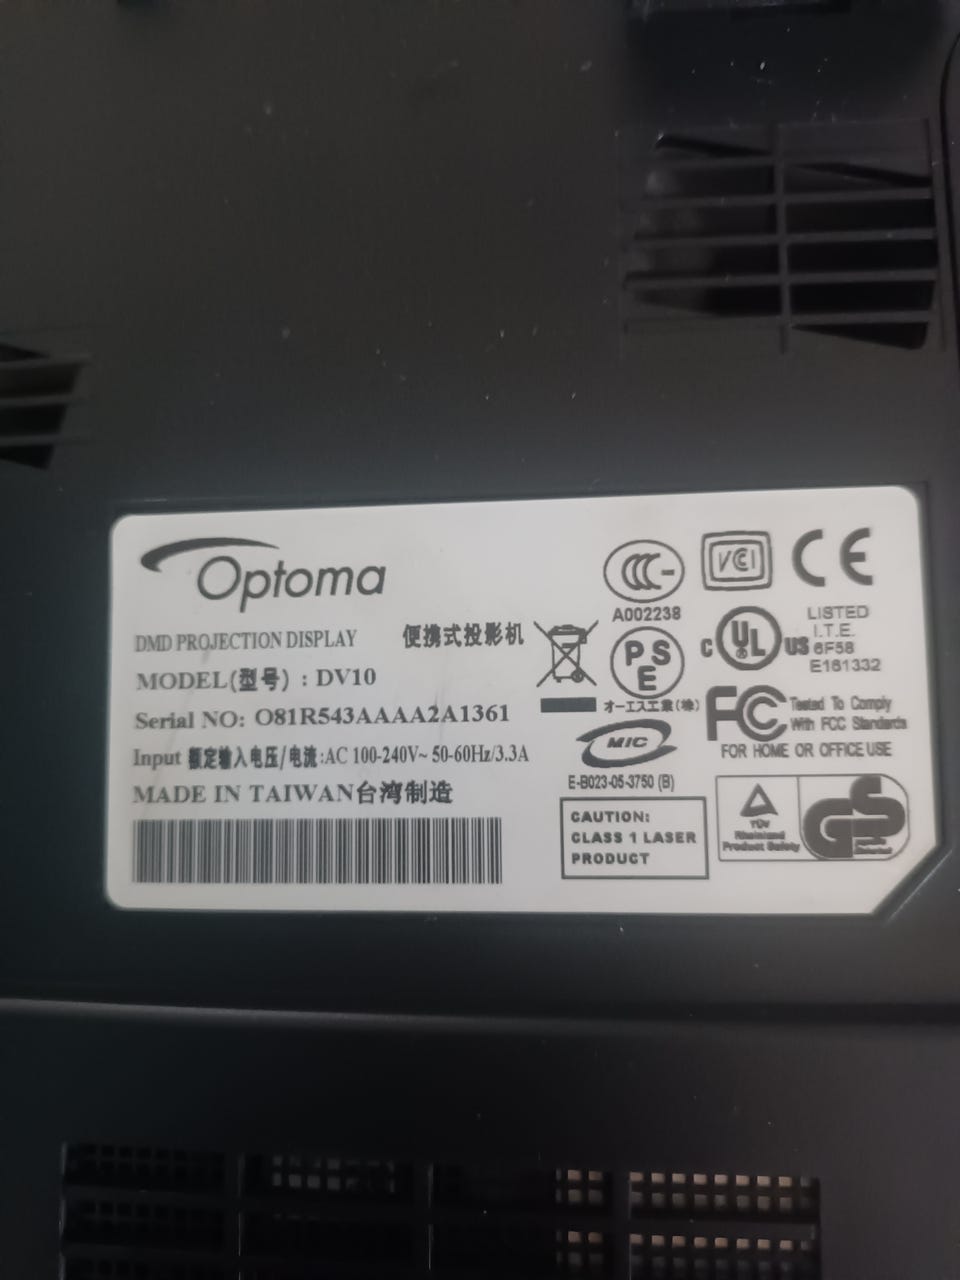 Optoma
DMD PROJECTION DISPLAY 便携式投影机
MODEL(型号) : DV10
Serial NO: O81R543AAAA2A1361
Input 额定输入电压/电流:AC 100-240V~ 50-60Hz/3.3A
MADE IN TAIWAN台湾制造
CCC
A002238
VCI
CE
PSE
オーエス工業(株)
C UL US
LISTED
I.T.E.
6F58
E161332
FC
Tested To Comply
With FCC Standards
FOR HOME OR OFFICE USE
MIC
E-B023-05-3750 (B)
CAUTION:
CLASS 1 LASER
PRODUCT
TÜV
Rheinland
Product Safety
GS